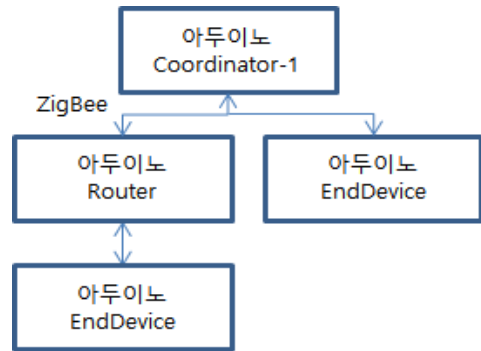 아두이노
Coordinator-1
ZigBee
아두이노
Router
아두이노
EndDevice
아두이노
EndDevice